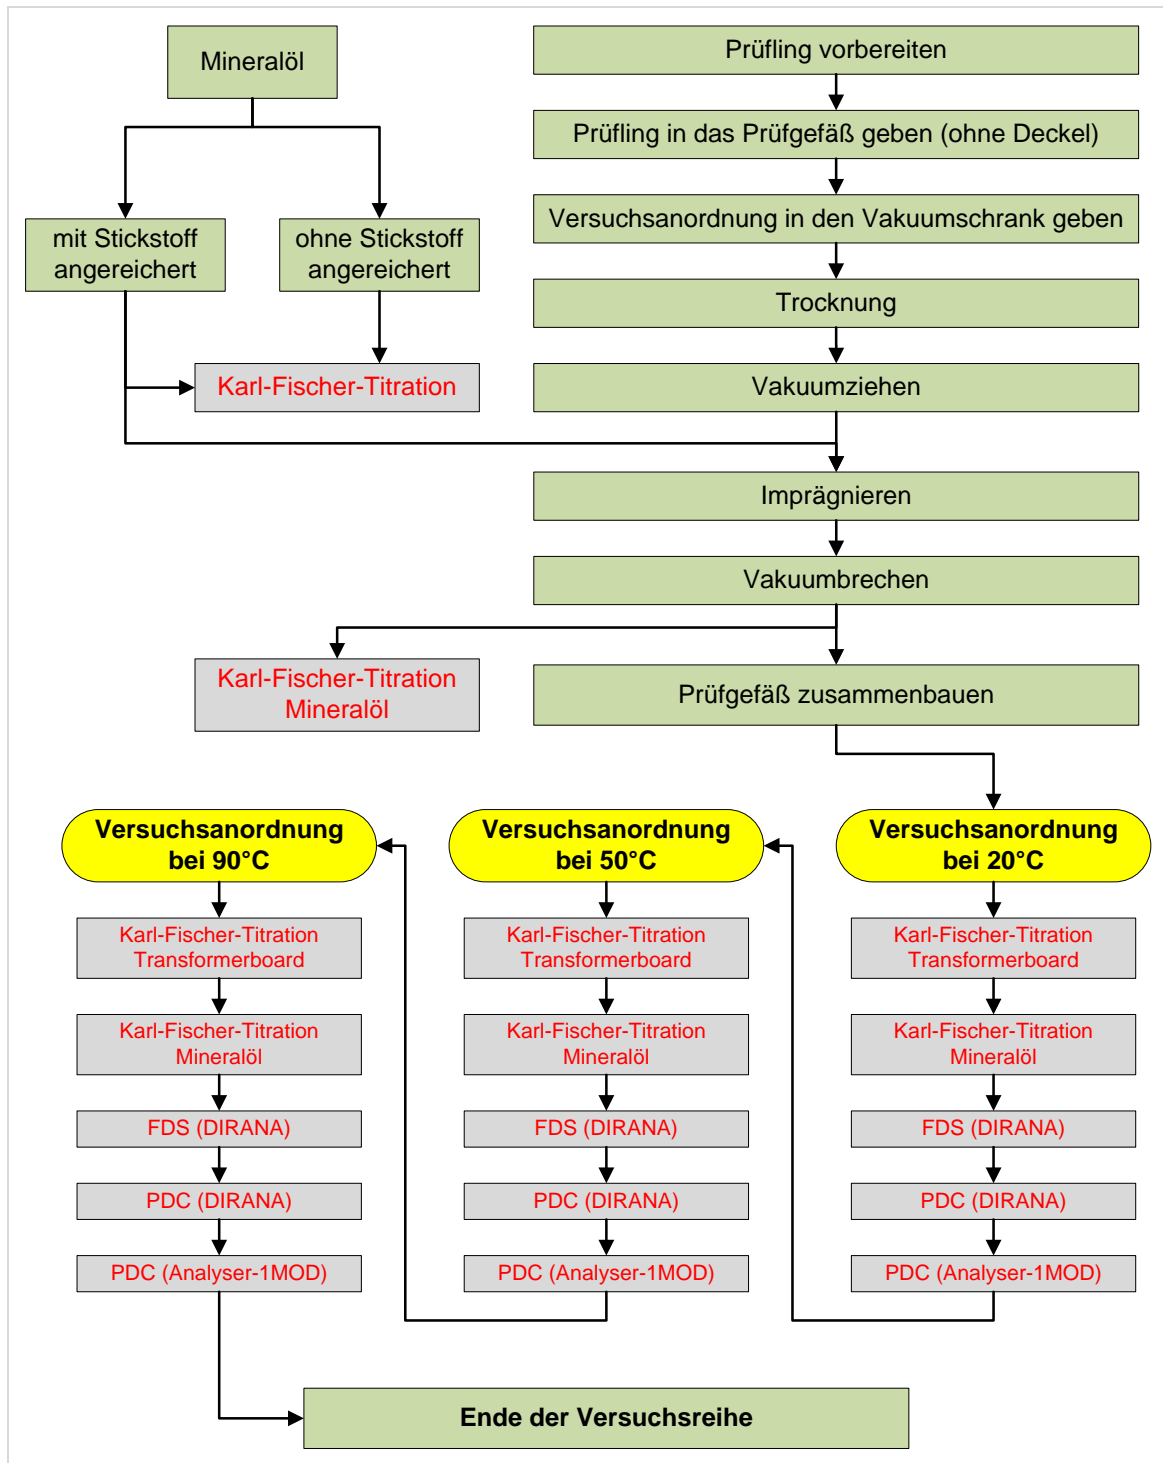 Mineralöl
mit Stickstoff
angereichert
ohne Stickstoff
angereichert
Karl-Fischer-Titration
Prüfling vorbereiten
Prüfling in das Prüfgefäß geben (ohne Deckel)
Versuchsanordnung in den Vakuumschrank geben
Trocknung
Vakuumziehen
Imprägnieren
Vakuumbrechen
Karl-Fischer-Titration
Mineralöl
Prüfgefäß zusammenbauen
Versuchsanordnung
bei 90°C
Karl-Fischer-Titration
Transformerboard
Karl-Fischer-Titration
Mineralöl
FDS (DIRANA)
PDC (DIRANA)
PDC (Analyser-1MOD)
Versuchsanordnung
bei 50°C
Karl-Fischer-Titration
Transformerboard
Karl-Fischer-Titration
Mineralöl
FDS (DIRANA)
PDC (DIRANA)
PDC (Analyser-1MOD)
Versuchsanordnung
bei 20°C
Karl-Fischer-Titration
Transformerboard
Karl-Fischer-Titration
Mineralöl
FDS (DIRANA)
PDC (DIRANA)
PDC (Analyser-1MOD)
Ende der Versuchsreihe